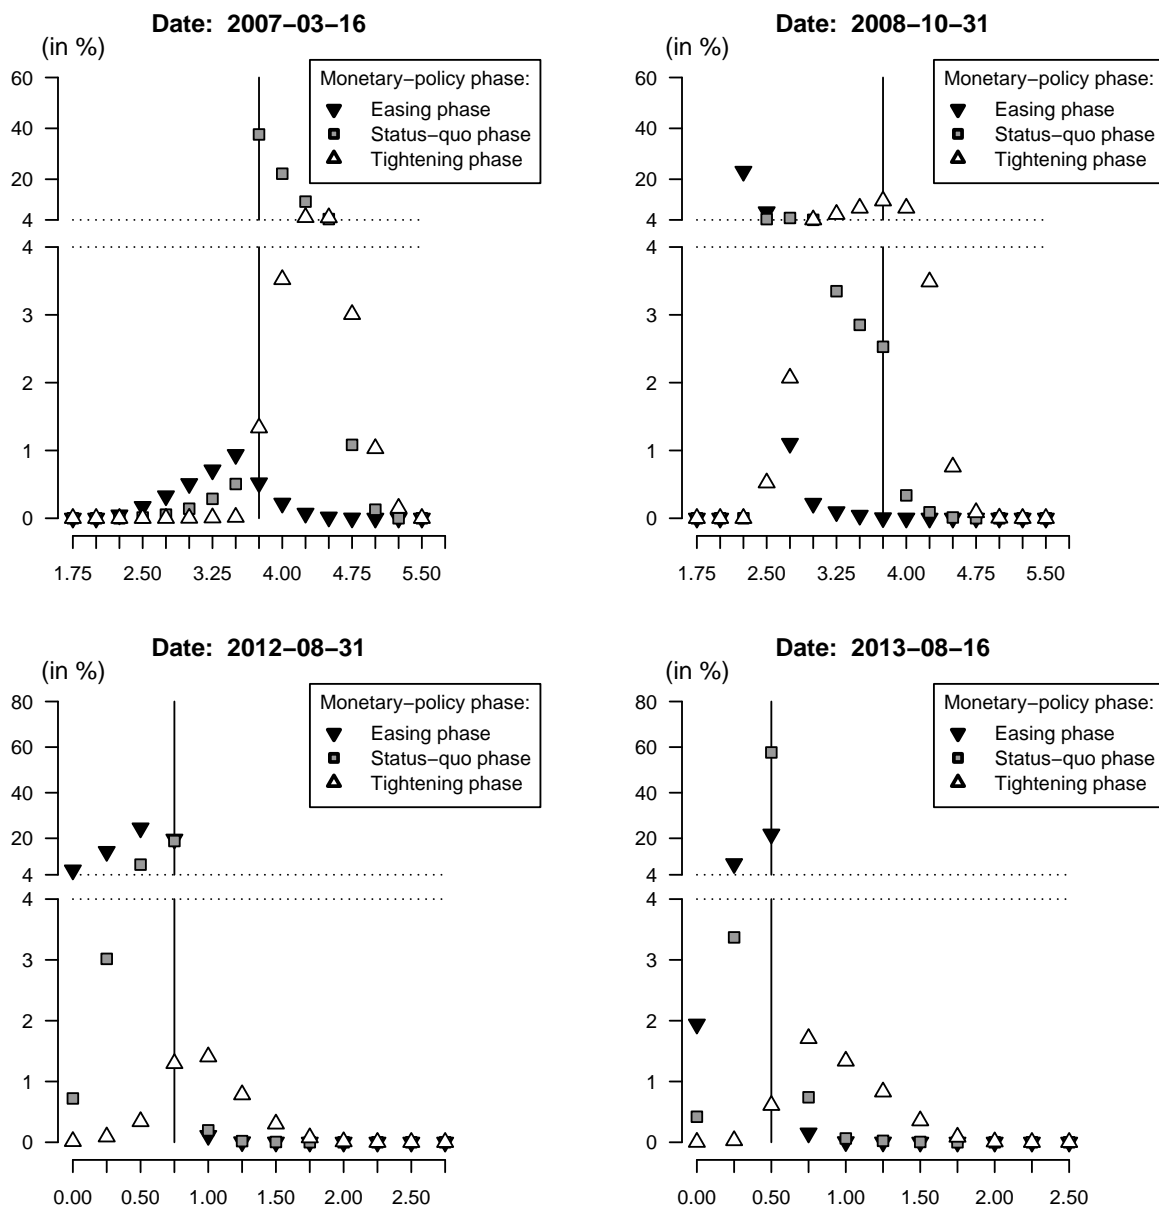 Date: 2007−03−16
(in %)
60
40
20
4
4
3
2
1
0
1.75 2.50 3.25 4.00 4.75 5.50
Monetary−policy phase:
Easing phase
Status−quo phase
Tightening phase
Date: 2008−10−31
(in %)
60
40
20
4
4
3
2
1
0
1.75 2.50 3.25 4.00 4.75 5.50
Monetary−policy phase:
Easing phase
Status−quo phase
Tightening phase
Date: 2012−08−31
(in %)
80
60
40
20
4
4
3
2
1
0
0.00 0.50 1.00 1.50 2.00 2.50
Monetary−policy phase:
Easing phase
Status−quo phase
Tightening phase
Date: 2013−08−16
(in %)
80
60
40
20
4
4
3
2
1
0
0.00 0.50 1.00 1.50 2.00 2.50
Monetary−policy phase:
Easing phase
Status−quo phase
Tightening phase